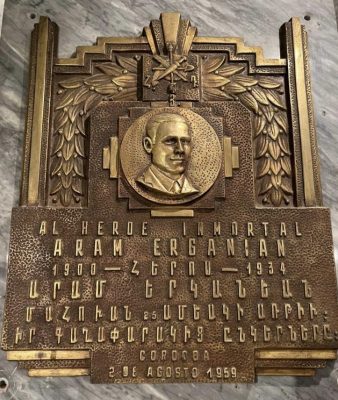 AL HEROE INMORTAL
ARAM ERGANIAN
1900 — ՀԵՐՈՍ — 1934
ԱՐԱՄ ԵՐԿԱՆԵԱՆ
ՄԱՀՈՒԱՆ 25 ԱՄԵԱԿԻ ԱՌԹԻՒ
ԻՐ ԳԱՂԱՓԱՐԱԿԻՑ ԸՆԿԵՐՆԵՐԸ
CORDOBA
2 DE AGOSTO 1959